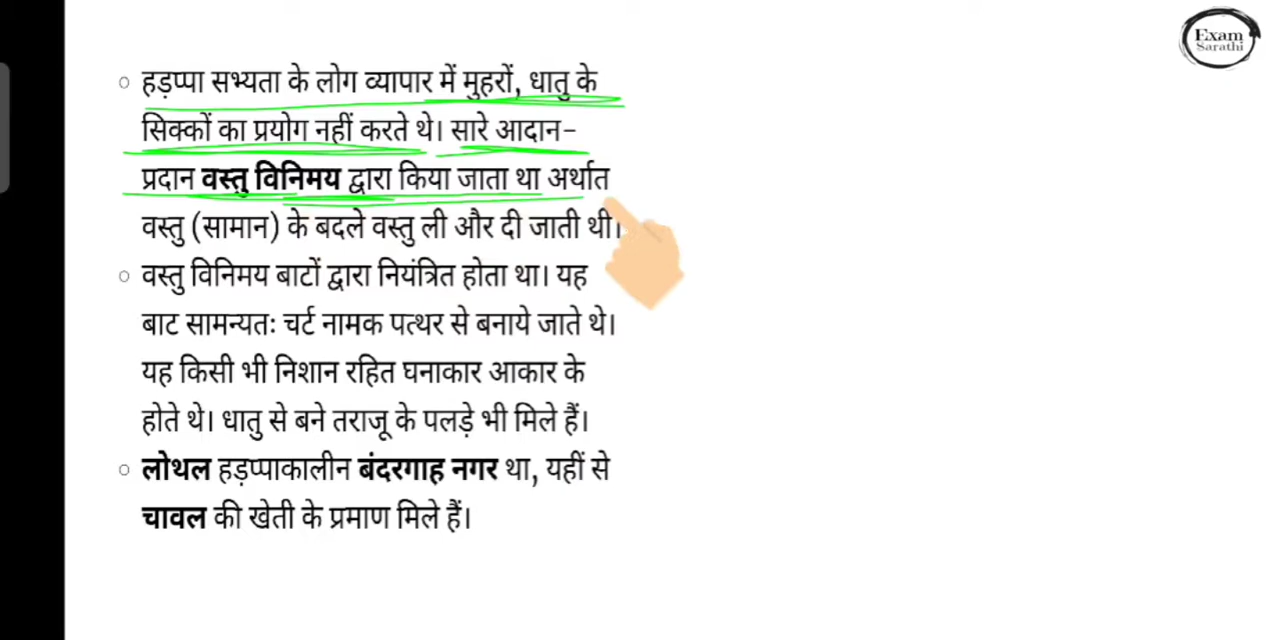 Exam
Sarathi
हड़प्पा सभ्यता के लोग व्यापार में मुहरों, धातु के
सिक्कों का प्रयोग नहीं करते थे। सारे आदान-
प्रदान वस्तु विनिमय द्वारा किया जाता था अर्थात
वस्तु (सामान) के बदले वस्तु ली और दी जाती थी।
वस्तु विनिमय बाटों द्वारा नियंत्रित होता था। यह
बाट सामन्यतः चर्ट नामक पत्थर से बनाये जाते थे।
यह किसी भी निशान रहित घनाकार आकार के
होते थे। धातु से बने तराजू के पलड़े भी मिले हैं।
लोथल हड़प्पाकालीन बंदरगाह नगर था, यहीं से
चावल की खेती के प्रमाण मिले हैं।